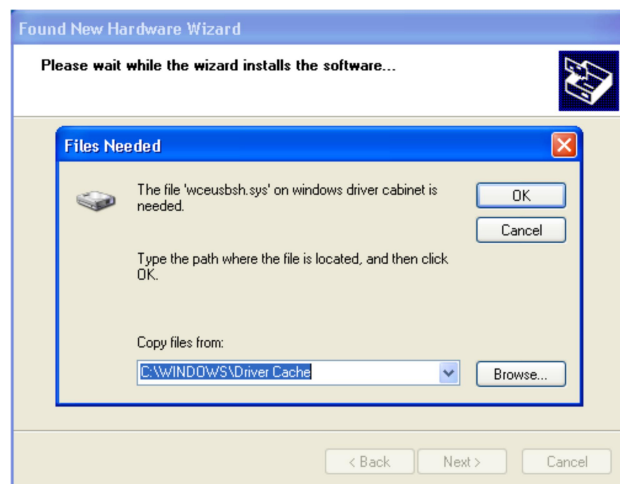 Found New Hardware Wizard
Please wait while the wizard installs the software...
Files Needed
The file 'wceusbsh.sys' on windows driver cabinet is
needed.
OK
Cancel
Type the path where the file is located, and then click
OK.
Copy files from:
C:\WINDOWS\Driver Cache
Browse...
< Back
Next >
Cancel